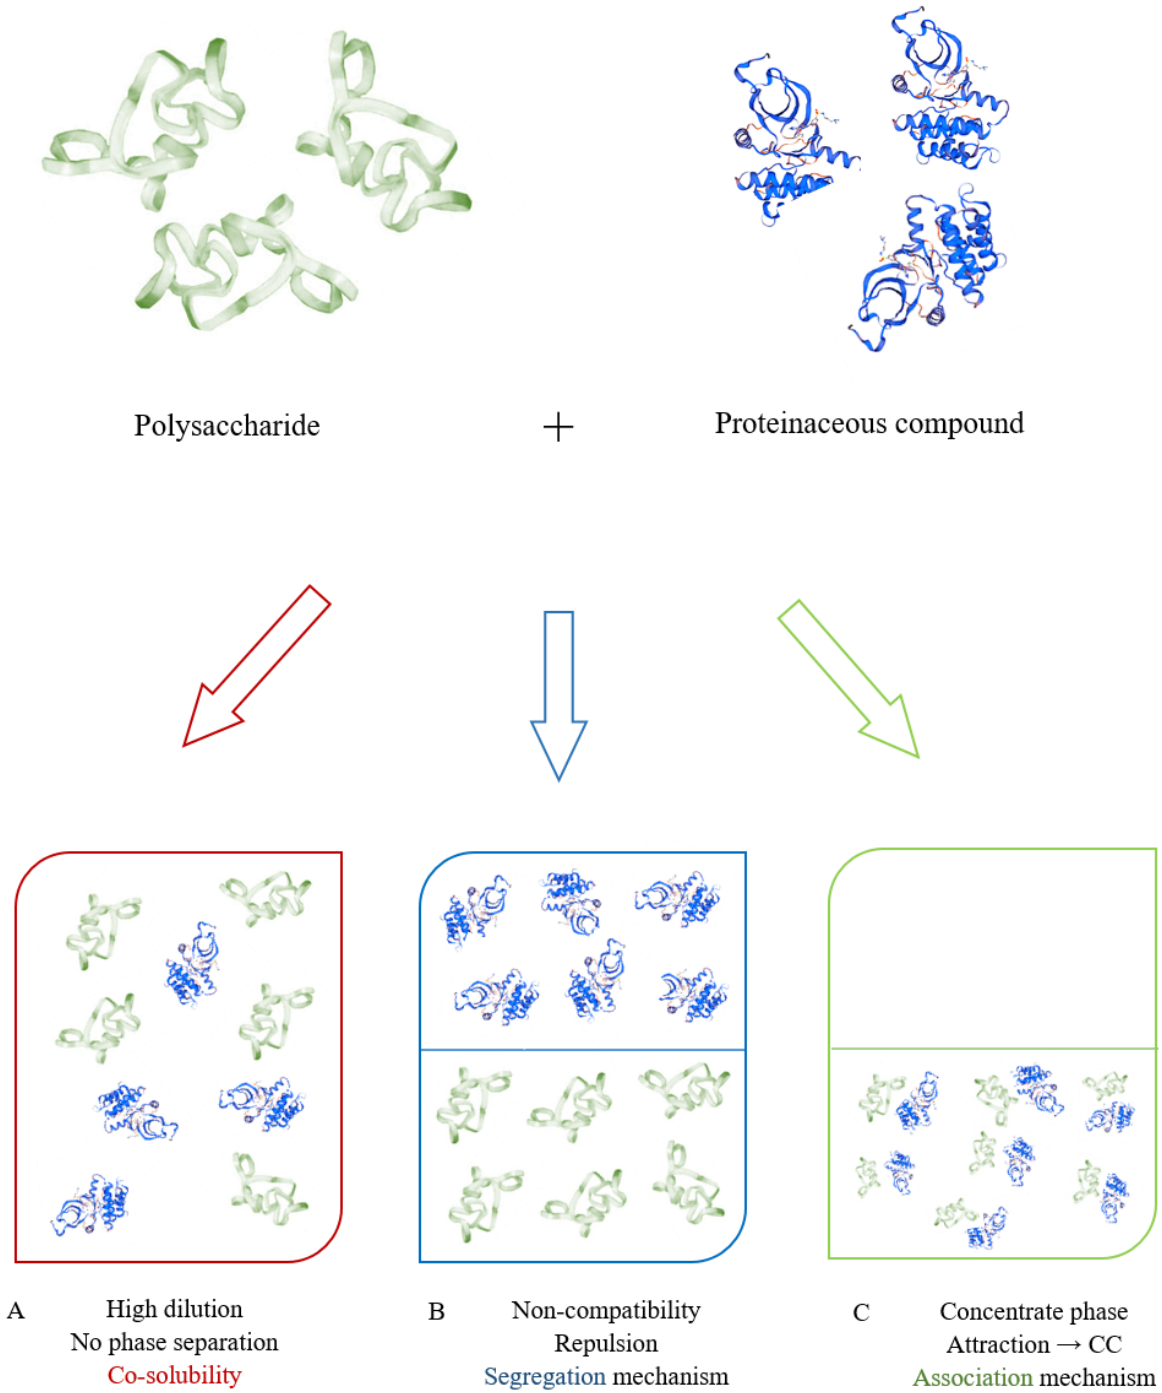 Polysaccharide + Proteinaceous compound
A High dilution
No phase separation
Co-solubility
B Non-compatibility
Repulsion
Segregation mechanism
C Concentrate phase
Attraction → CC
Association mechanism